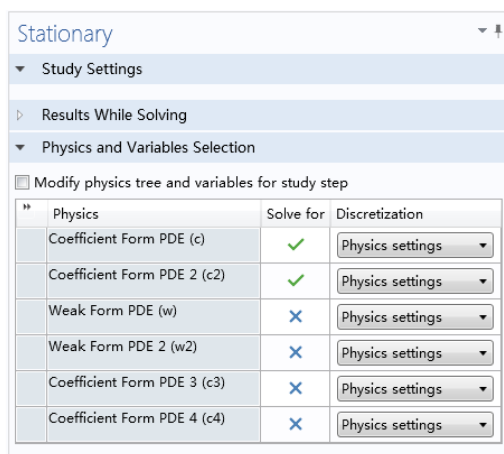 Stationary
Study Settings
Results While Solving
Physics and Variables Selection
Modify physics tree and variables for study step
Physics Solve for Discretization
Coefficient Form PDE (c) Physics settings
Coefficient Form PDE 2 (c2) Physics settings
Weak Form PDE (w) Physics settings
Weak Form PDE 2 (w2) Physics settings
Coefficient Form PDE 3 (c3) Physics settings
Coefficient Form PDE 4 (c4) Physics settings